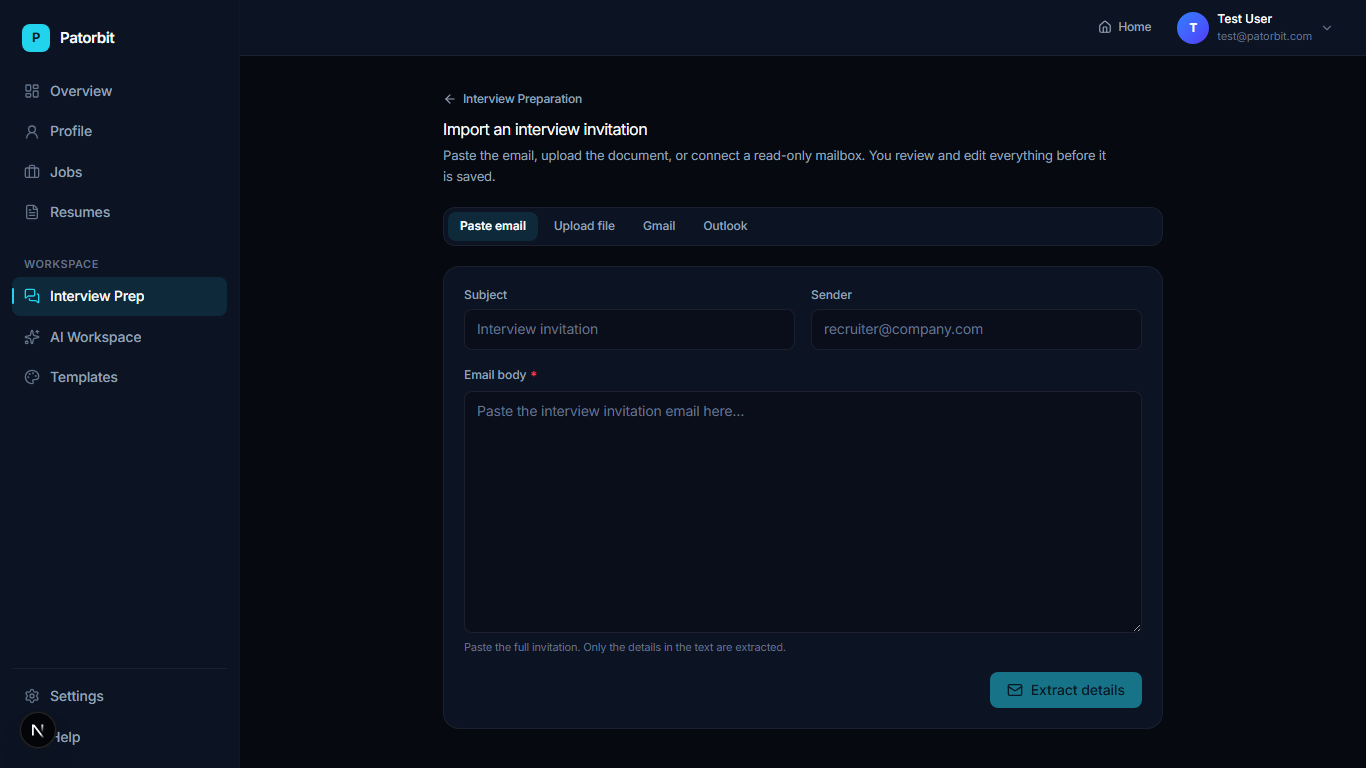 P Patorbit
Home
T
Test User
test@patorbit.com
Overview
Profile
Jobs
Resumes
WORKSPACE
Interview Prep
AI Workspace
Templates
Settings
N
Help
Interview Preparation
Import an interview invitation
Paste the email, upload the document, or connect a read-only mailbox. You review and edit everything before it
is saved.
Paste email Upload file Gmail Outlook
Subject
Interview invitation
Sender
recruiter@company.com
Email body *
Paste the interview invitation email here...
Paste the full invitation. Only the details in the text are extracted.
Extract details